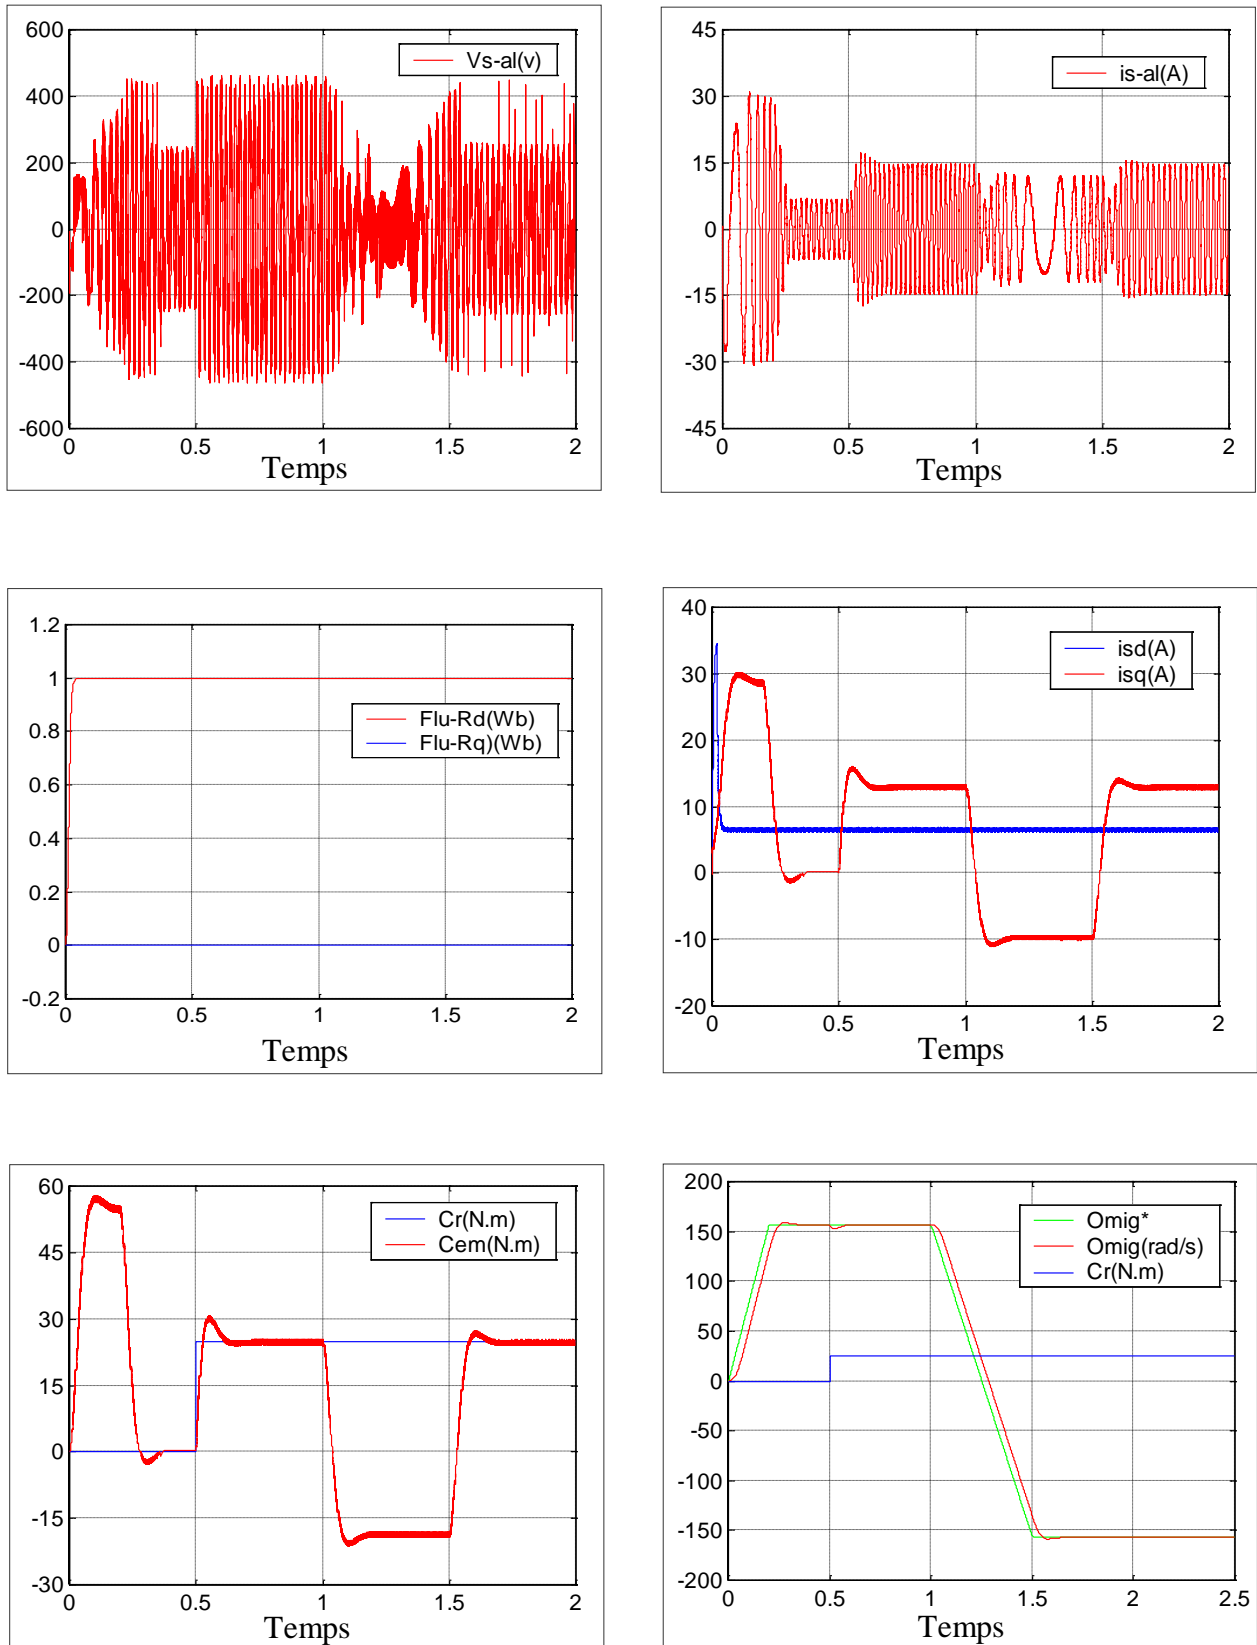 600
400
200
0
-200
-400
-600
Vs-al(v)
0 0.5 1 1.5 2
Temps
45
30
15
0
-15
-30
-45
is-al(A)
0 0.5 1 1.5 2
Temps
1.2
1
0.8
0.6
0.4
0.2
0
-0.2
Flu-Rd(Wb)
Flu-Rq)(Wb)
0 0.5 1 1.5 2
Temps
40
30
20
10
0
-10
-20
isd(A)
isq(A)
0 0.5 1 1.5 2
Temps
60
45
30
15
0
-15
-30
Cr(N.m)
Cem(N.m)
0 0.5 1 1.5 2
Temps
200
150
100
50
0
-50
-100
-150
-200
Omig*
Omig(rad/s)
Cr(N.m)
0 0.5 1 1.5 2 2.5
Temps